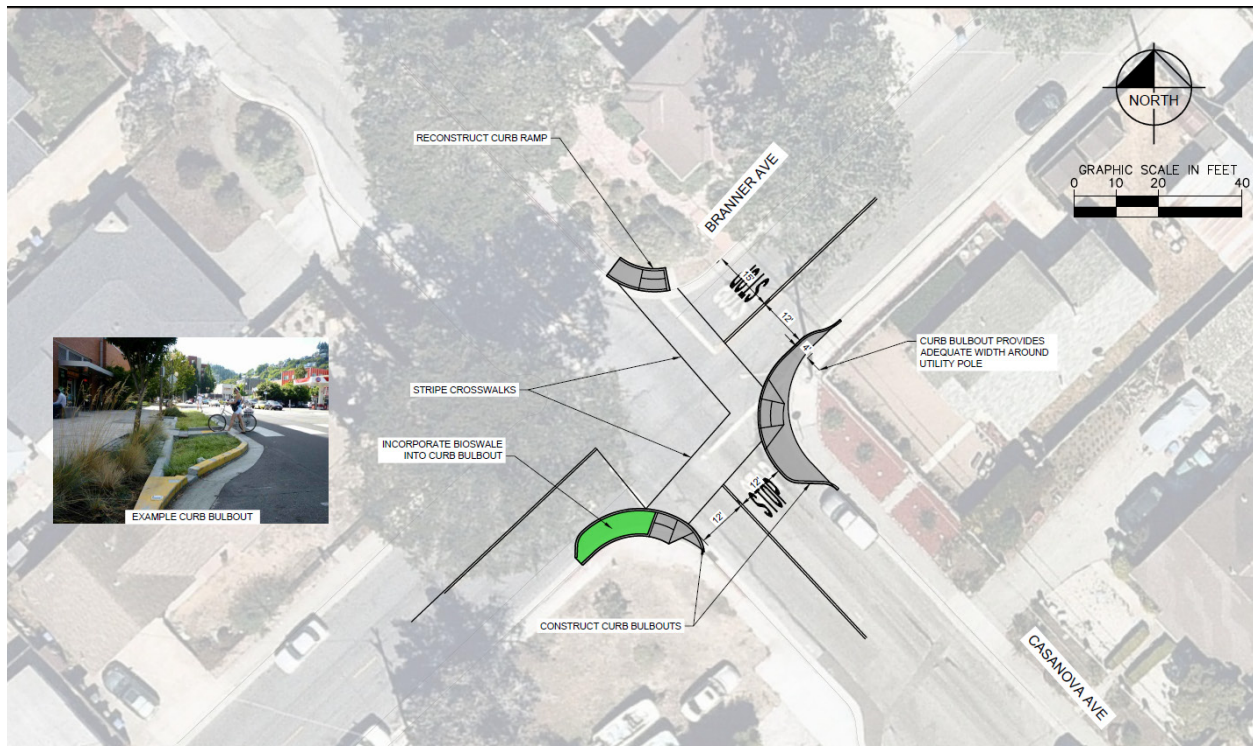 NORTH
GRAPHIC SCALE IN FEET
0 10 20 40
RECONSTRUCT CURB RAMP
BRANNER AVE
STOP
15'
12'
4'
CURB BULBOUT PROVIDES
ADEQUATE WIDTH AROUND
UTILITY POLE
STRIPE CROSSWALKS
INCORPORATE BIOSWALE
INTO CURB BULBOUT
12'
STOP
12'
EXAMPLE CURB BULBOUT
CONSTRUCT CURB BULBOUTS
CASANOVA AVE